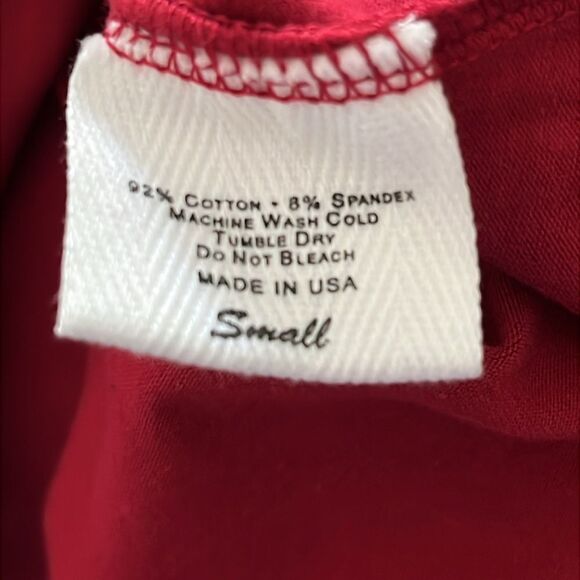 92% COTTON - 8% SPANDEX
MACHINE WASH COLD
TUMBLE DRY
DO NOT BLEACH
MADE IN USA
Small